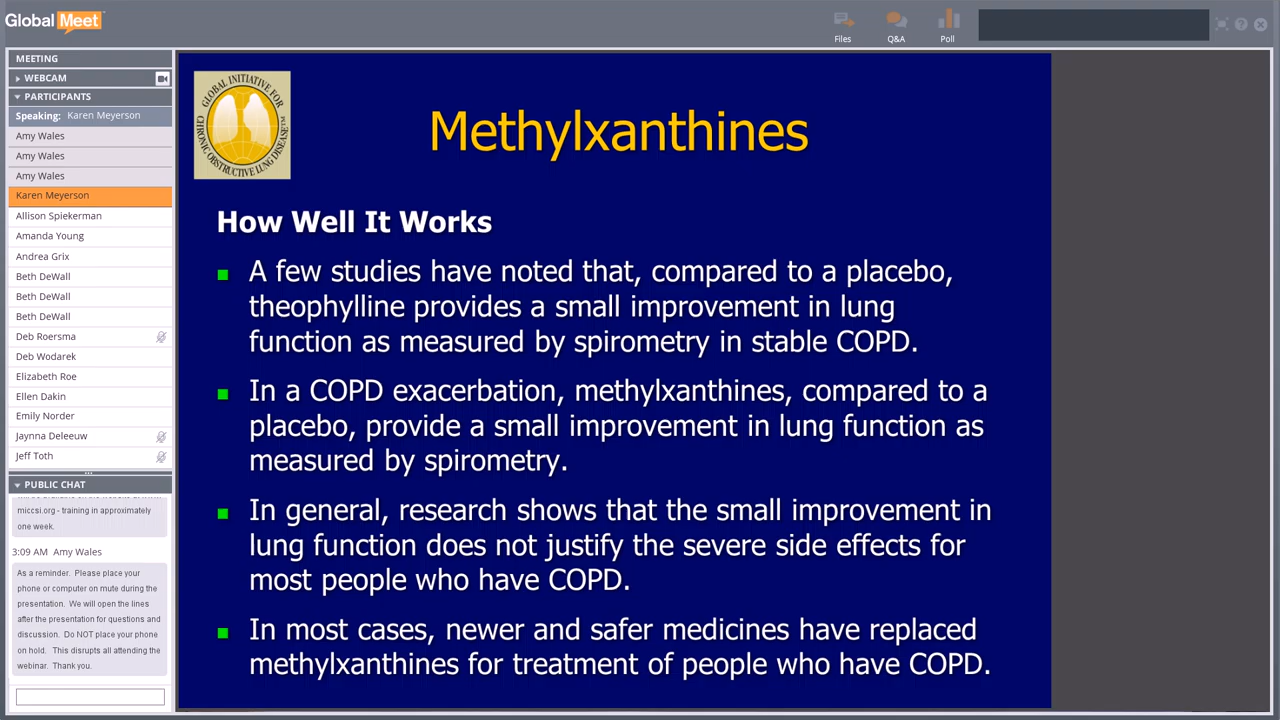 Global Meet
Files
Q&A
Poll
MEETING
WEBCAM
PARTICIPANTS
Speaking: Karen Meyerson
Amy Wales
Amy Wales
Amy Wales
Karen Meyerson
Allison Spiekerman
Amanda Young
Andrea Grix
Beth DeWall
Beth DeWall
Beth DeWall
Deb Roersma
Deb Wodarek
Elizabeth Roe
Ellen Dakin
Emily Norder
Jaynna Deleeuw
Jeff Toth
PUBLIC CHAT
miccsi.org - training in approximately
one week.
3:09 AM Amy Wales
As a reminder. Please place your
phone or computer on mute during the
presentation. We will open the lines
after the presentation for questions and
discussion. Do NOT place your phone
on hold. This disrupts all attending the
webinar. Thank you.
GLOBAL INITIATIVE FOR
CHRONIC OBSTRUCTIVE LUNG DISEASE™
Methylxanthines
How Well It Works
A few studies have noted that, compared to a placebo,
theophylline provides a small improvement in lung
function as measured by spirometry in stable COPD.
In a COPD exacerbation, methylxanthines, compared to a
placebo, provide a small improvement in lung function as
measured by spirometry.
In general, research shows that the small improvement in
lung function does not justify the severe side effects for
most people who have COPD.
In most cases, newer and safer medicines have replaced
methylxanthines for treatment of people who have COPD.